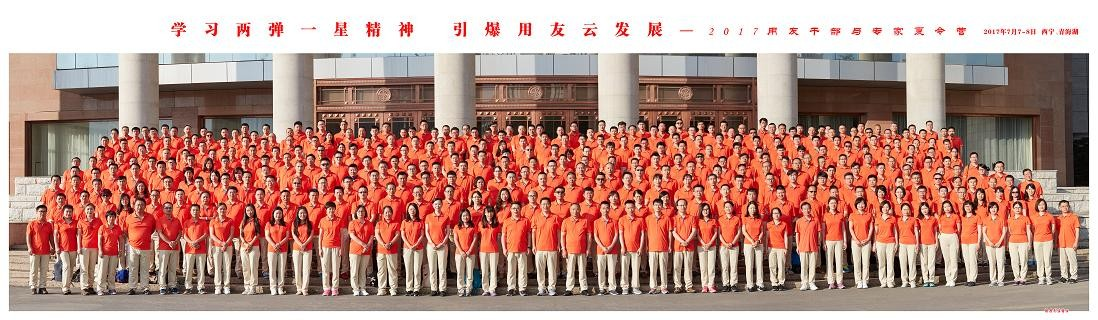 学习两弹一星精神 引爆用友云发展 — 2017用友干部与专家夏令营 2017年7月7-8日 西宁.青海湖